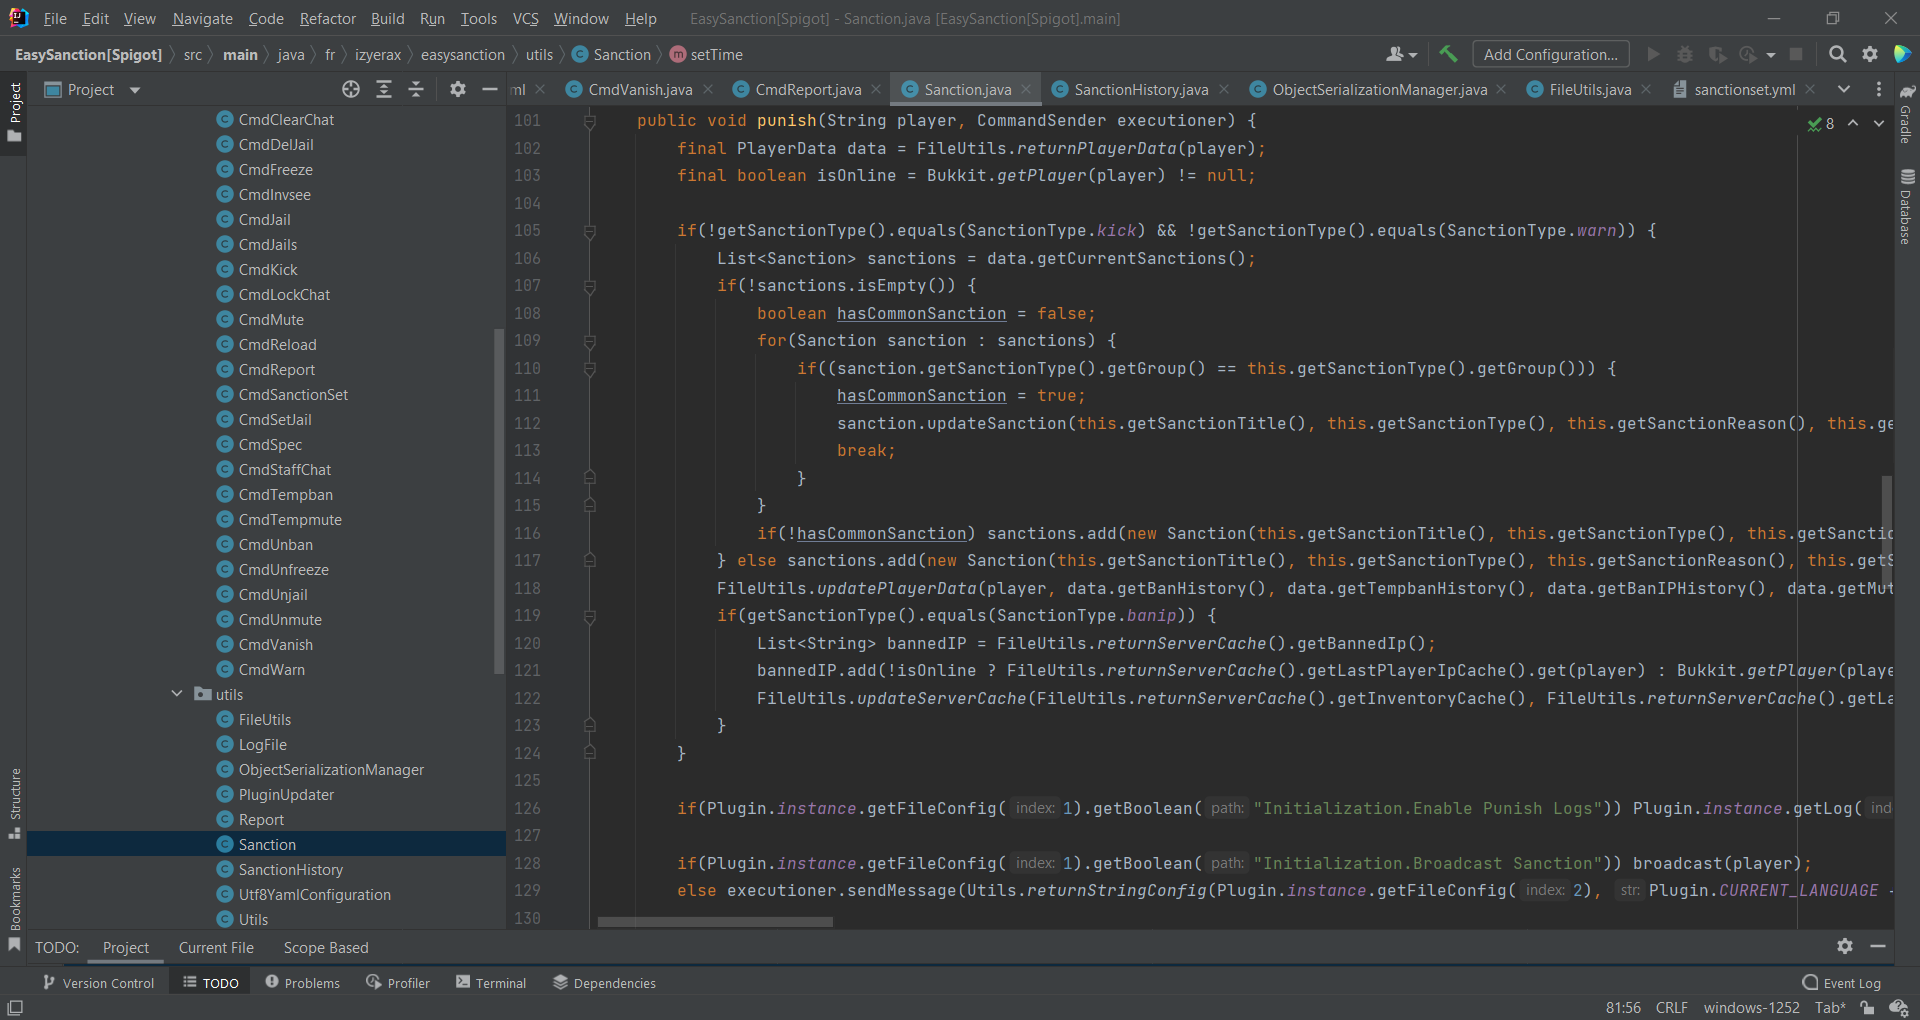 File Edit View Navigate Code Refactor Build Run Tools VCS Window Help EasySanction[Spigot] - Sanction.java [EasySanction[Spigot].main]
EasySanction[Spigot] src main java fr izyerax easysanction utils Sanction setTime Add Configuration...
Project
ml CmdVanish.java CmdReport.java Sanction.java SanctionHistory.java ObjectSerializationManager.java FileUtils.java sanctionset.yml
Project
Structure
Bookmarks
Gradle
Database
CmdClearChat
CmdDelJail
CmdFreeze
CmdInvsee
CmdJail
CmdJails
CmdKick
CmdLockChat
CmdMute
CmdReload
CmdReport
CmdSanctionSet
CmdSetJail
CmdSpec
CmdStaffChat
CmdTempban
CmdTempmute
CmdUnban
CmdUnfreeze
CmdUnjail
CmdUnmute
CmdVanish
CmdWarn
utils
FileUtils
LogFile
ObjectSerializationManager
PluginUpdater
Report
Sanction
SanctionHistory
Utf8YamlConfiguration
Utils
8
101 public void punish(String player, CommandSender executioner) {
102 final PlayerData data = FileUtils.returnPlayerData(player);
103 final boolean isOnline = Bukkit.getPlayer(player) != null;
104
105 if(!getSanctionType().equals(SanctionType.kick) && !getSanctionType().equals(SanctionType.warn)) {
106 List<Sanction> sanctions = data.getCurrentSanctions();
107 if(!sanctions.isEmpty()) {
108 boolean hasCommonSanction = false;
109 for(Sanction sanction : sanctions) {
110 if((sanction.getSanctionType().getGroup() == this.getSanctionType().getGroup())) {
111 hasCommonSanction = true;
112 sanction.updateSanction(this.getSanctionTitle(), this.getSanctionType(), this.getSanctionReason(), this.ge
113 break;
114 }
115 }
116 if(!hasCommonSanction) sanctions.add(new Sanction(this.getSanctionTitle(), this.getSanctionType(), this.getSanctio
117 } else sanctions.add(new Sanction(this.getSanctionTitle(), this.getSanctionType(), this.getSanctionReason(), this.getS
118 FileUtils.updatePlayerData(player, data.getBanHistory(), data.getTempbanHistory(), data.getBanIPHistory(), data.getMut
119 if(getSanctionType().equals(SanctionType.banip)) {
120 List<String> bannedIP = FileUtils.returnServerCache().getBannedIp();
121 bannedIP.add(!isOnline ? FileUtils.returnServerCache().getLastPlayerIpCache().get(player) : Bukkit.getPlayer(playe
122 FileUtils.updateServerCache(FileUtils.returnServerCache().getInventoryCache(), FileUtils.returnServerCache().getLa
123 }
124 }
125
126 if(Plugin.instance.getFileConfig( index: 1).getBoolean( path: "Initialization.Enable Punish Logs")) Plugin.instance.getLog( ind
127
128 if(Plugin.instance.getFileConfig( index: 1).getBoolean( path: "Initialization.Broadcast Sanction")) broadcast(player);
129 else executioner.sendMessage(Utils.returnStringConfig(Plugin.instance.getFileConfig( index: 2), str: Plugin.CURRENT_LANGUAGE
130
TODO: Project Current File Scope Based
Version Control TODO Problems Profiler Terminal Dependencies Event Log
81:56 CRLF windows-1252 Tab*